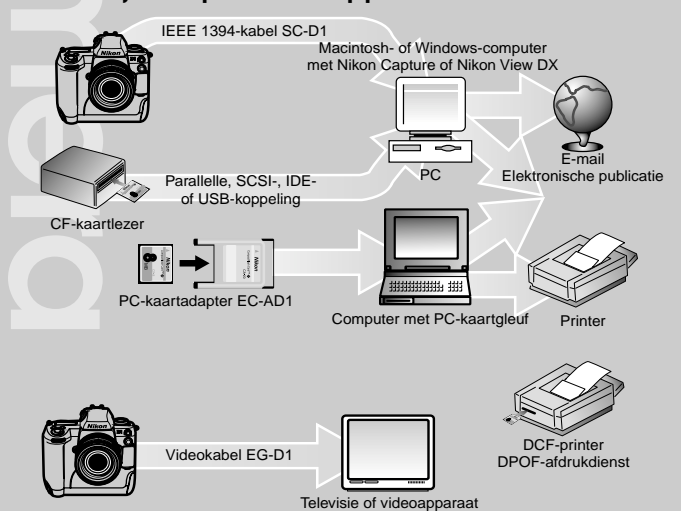 IEEE 1394-kabel SC-D1
Macintosh- of Windows-computer
met Nikon Capture of Nikon View DX
Nikon
PC
E-mail
Elektronische publicatie
Parallelle, SCSI-, IDE-
of USB-koppeling
CF-kaartlezer
PC-kaartadapter EC-AD1
Computer met PC-kaartgleuf
Printer
Nikon
Videokabel EG-D1
Televisie of videoapparaat
DCF-printer
DPOF-afdrukdienst